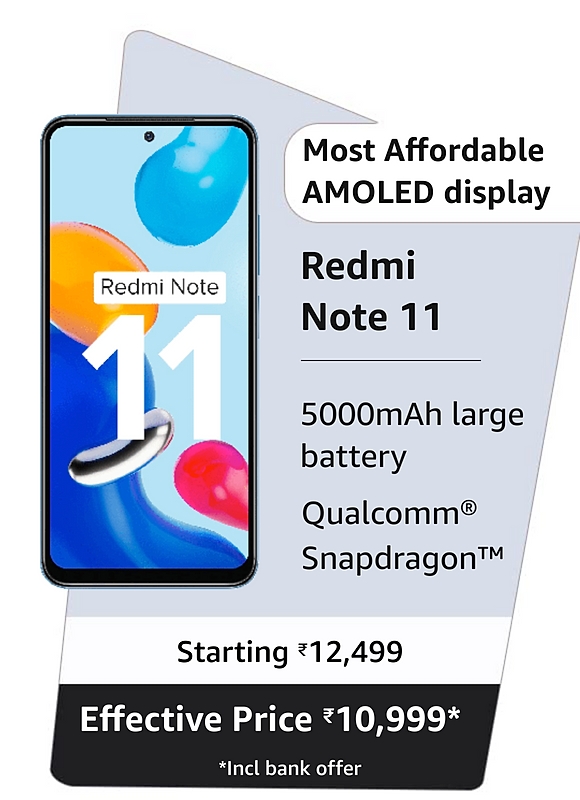 Most Affordable
AMOLED display
Redmi
Note 11
Redmi Note
11
5000mAh large
battery
Qualcomm®
Snapdragon™
Starting ₹12,499
Effective Price ₹10,999*
*Incl bank offer